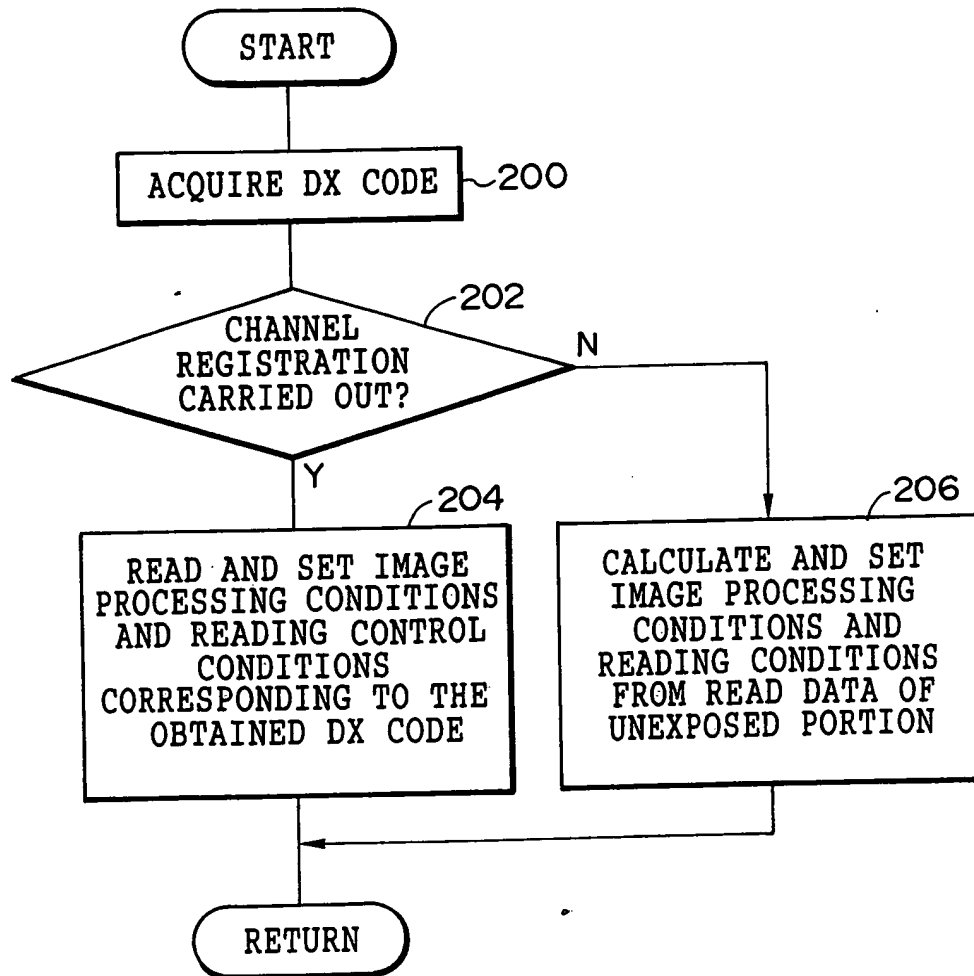 START
ACQUIRE DX CODE
200
202
CHANNEL
REGISTRATION
CARRIED OUT?
N
Y
204
READ AND SET IMAGE
PROCESSING CONDITIONS
AND READING CONTROL
CONDITIONS
CORRESPONDING TO THE
OBTAINED DX CODE
206
CALCULATE AND SET
IMAGE PROCESSING
CONDITIONS AND
READING CONDITIONS
FROM READ DATA OF
UNEXPOSED PORTION
RETURN